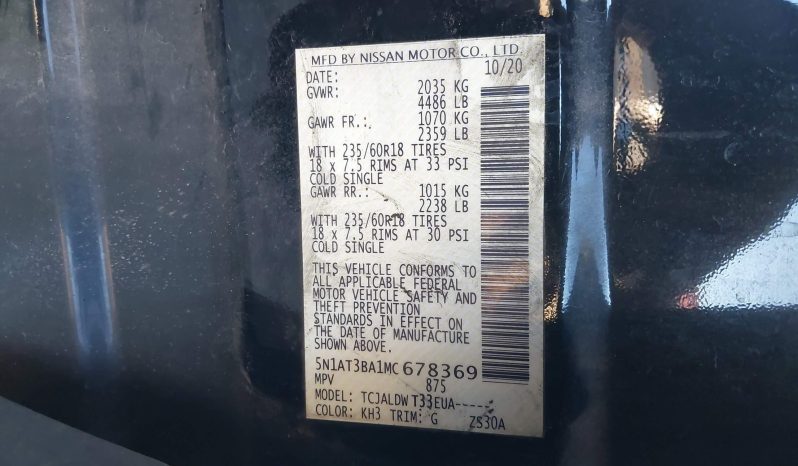 MFD BY NISSAN MOTOR CO., LTD.
DATE: 10/20
GVWR: 2035 KG
4486 LB
GAWR FR.: 1070 KG
2359 LB
WITH 235/60R18 TIRES
18 x 7.5 RIMS AT 33 PSI
COLD SINGLE
GAWR RR.: 1015 KG
2238 LB
WITH 235/60R18 TIRES
18 x 7.5 RIMS AT 30 PSI
COLD SINGLE
THIS VEHICLE CONFORMS TO
ALL APPLICABLE FEDERAL
MOTOR VEHICLE SAFETY AND
THEFT PREVENTION
STANDARDS IN EFFECT ON
THE DATE OF MANUFACTURE
SHOWN ABOVE.
5N1AT3BA1MC678369
MPV 875
MODEL: TCJALDW T33EUA-----
COLOR: KH3 TRIM: G ZS30A